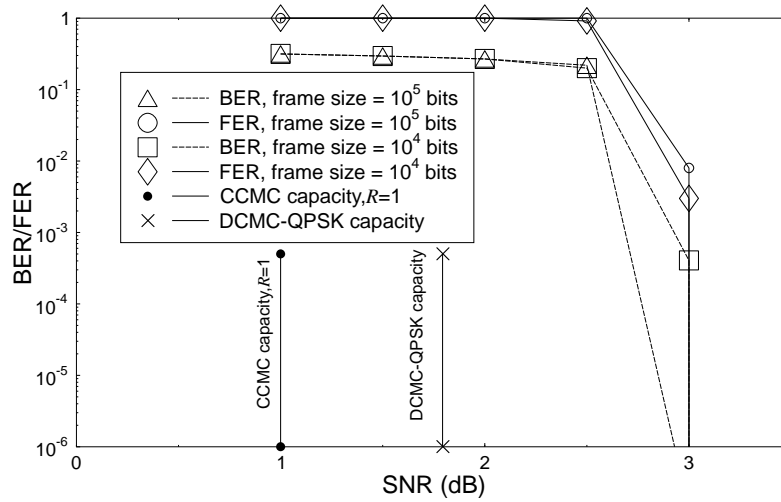 1
10^-1
10^-2
10^-3
10^-4
10^-5
10^-6
BER/FER
BER, frame size = 10^5 bits
FER, frame size = 10^5 bits
BER, frame size = 10^4 bits
FER, frame size = 10^4 bits
CCMC capacity,R=1
DCMC-QPSK capacity
CCMC capacity,R=1
DCMC-QPSK capacity
0 1 2 3
SNR (dB)